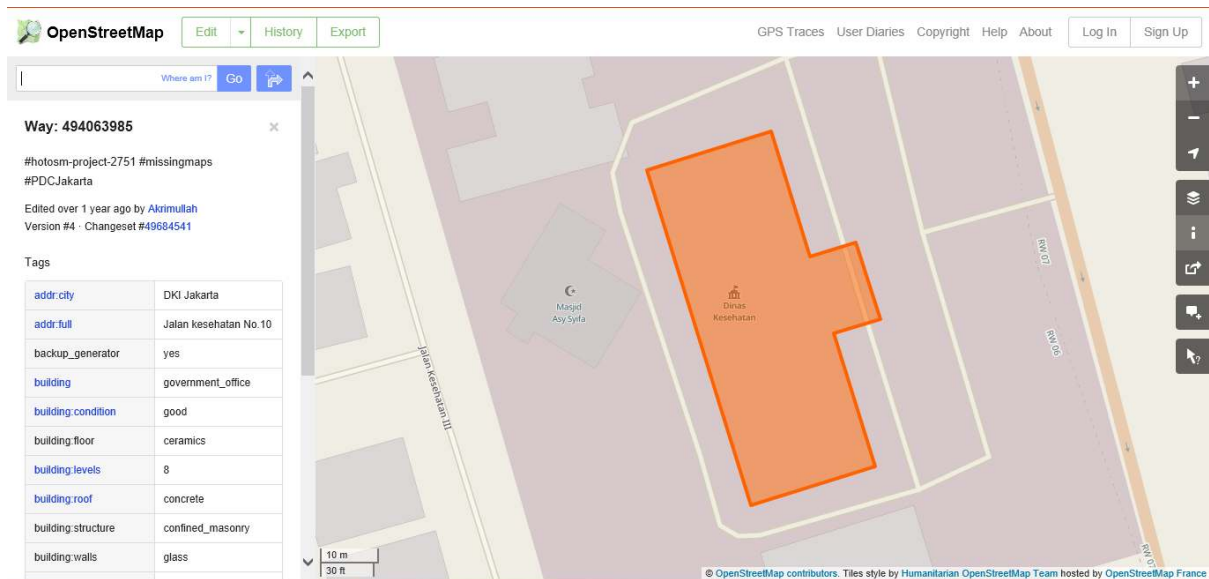 OpenStreetMap Edit History Export GPS Traces User Diaries Copyright Help About Log In Sign Up
Where am I? Go
Way: 494063985 ×
#hotosm-project-2751 #missingmaps
#PDCJakarta
Edited over 1 year ago by Akrimullah
Version #4 · Changeset #49684541
Tags
addr:city DKI Jakarta
addr:full Jalan kesehatan No.10
backup_generator yes
building government_office
building:condition good
building:floor ceramics
building:levels 8
building:roof concrete
building:structure confined_masonry
building:walls glass
Masjid
Asy Syifa
Dinas
Kesehatan
Jalan Kesehatan III
RW 07
RW 06
RW 07
10 m
30 ft
© OpenStreetMap contributors. Tiles style by Humanitarian OpenStreetMap Team hosted by OpenStreetMap France